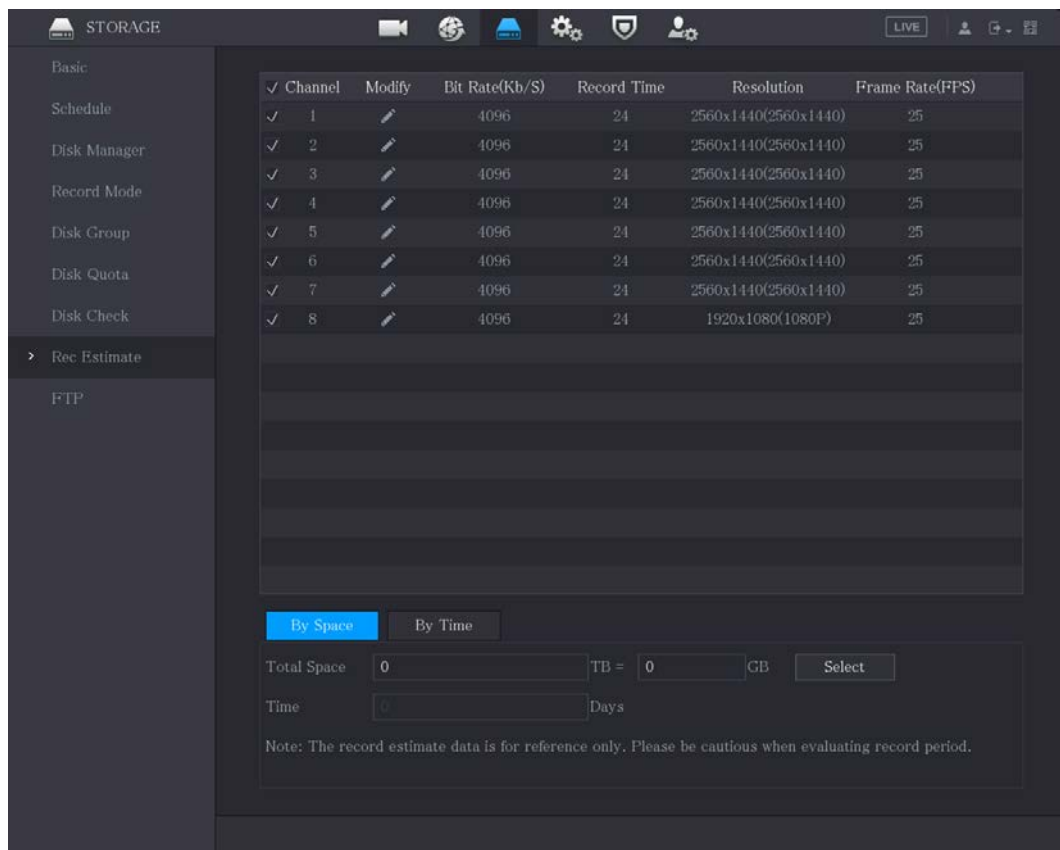 STORAGE LIVE
Basic
Schedule
Disk Manager
Record Mode
Disk Group
Disk Quota
Disk Check
Rec Estimate
FTP
Channel Modify Bit Rate(Kb/S) Record Time Resolution Frame Rate(FPS)
1 4096 24 2560x1440(2560x1440) 25
2 4096 24 2560x1440(2560x1440) 25
3 4096 24 2560x1440(2560x1440) 25
4 4096 24 2560x1440(2560x1440) 25
5 4096 24 2560x1440(2560x1440) 25
6 4096 24 2560x1440(2560x1440) 25
7 4096 24 2560x1440(2560x1440) 25
8 4096 24 1920x1080(1080P) 25
By Space By Time
Total Space 0 TB = 0 GB Select
Time 0 Days
Note: The record estimate data is for reference only. Please be cautious when evaluating record period.